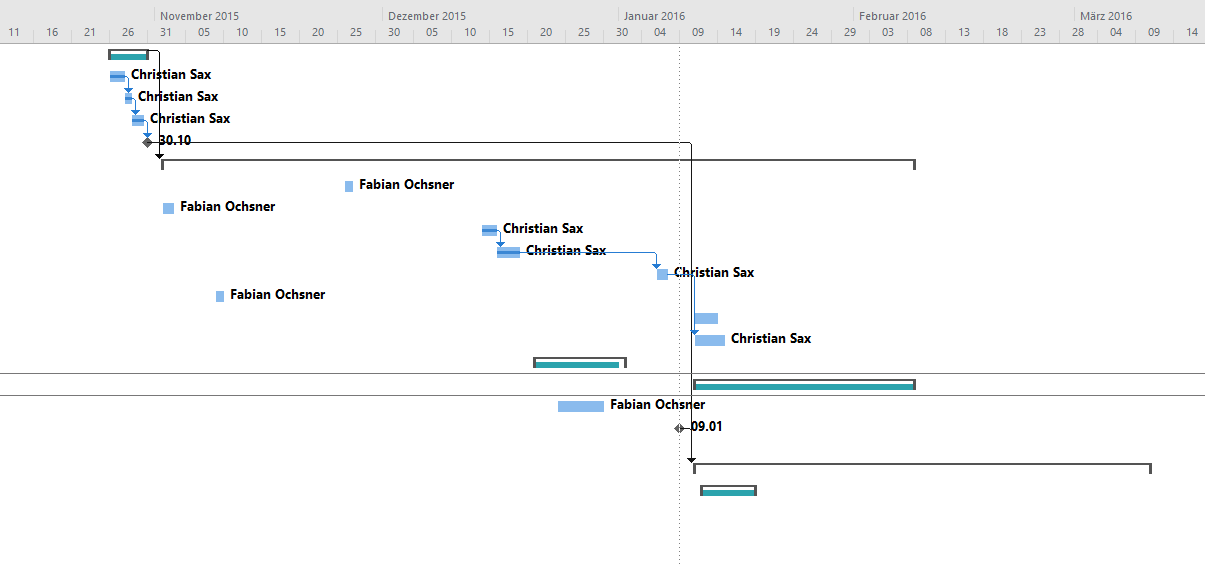 November 2015 Dezember 2015 Januar 2016 Februar 2016 März 2016
11 16 21 26 31 05 10 15 20 25 30 05 10 15 20 25 30 04 09 14 19 24 29 03 08 13 18 23 28 04 09 14
Christian Sax
Christian Sax
Christian Sax
30.10
Fabian Ochsner
Fabian Ochsner
Christian Sax
Christian Sax
Christian Sax
Fabian Ochsner
Christian Sax
Fabian Ochsner
09.01